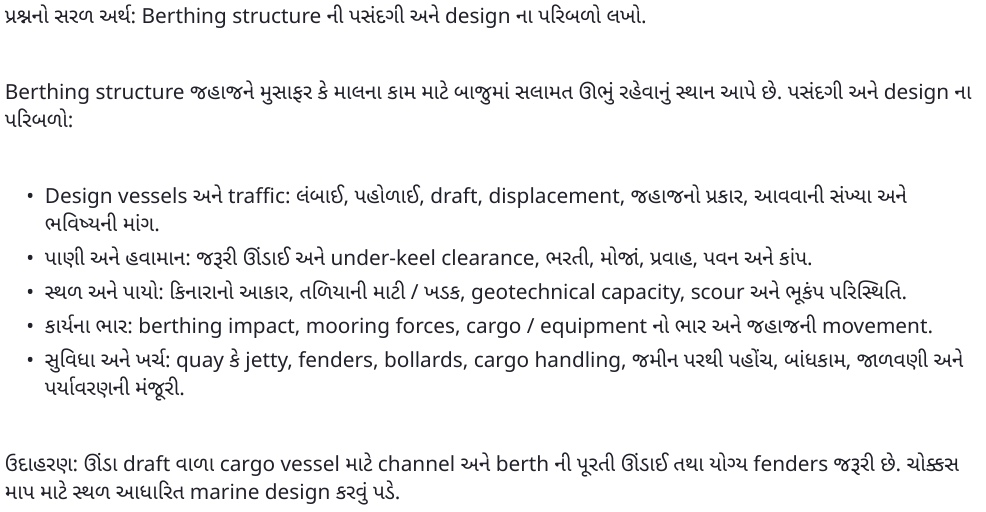 પ્રશ્નનો સરળ અર્થ: Berthing structure ની પસંદગી અને design ના પરિબળો લખો.
Berthing structure જહાજને મુસાફર કે માલના કામ માટે બાજુમાં સલામત ઊભું રહેવાનું સ્થાન આપે છે. પસંદગી અને design ના
પરિબળો:
• Design vessels અને traffic: લંબાઈ, પહોળાઈ, draft, displacement, જહાજનો પ્રકાર, આવવાની સંખ્યા અને
ભવિષ્યની માંગ.
• પાણી અને હવામાન: જરૂરી ઊંડાઈ અને under-keel clearance, ભરતી, મોજાં, પ્રવાહ, પવન અને કાંપ.
• સ્થળ અને પાયો: કિનારાનો આકાર, તળિયાની માટી / ખડક, geotechnical capacity, scour અને ભૂકંપ પરિસ્થિતિ.
• કાર્યના ભાર: berthing impact, mooring forces, cargo / equipment નો ભાર અને જહાજની movement.
• સુવિધા અને ખર્ચ: quay કે jetty, fenders, bollards, cargo handling, જમીન પરથી પહોંચ, બાંધકામ, જાળવણી અને
પર્યાવરણની મંજૂરી.
ઉદાહરણ: ઊંડા draft વાળા cargo vessel માટે channel અને berth ની પૂરતી ઊંડાઈ તથા યોગ્ય fenders જરૂરી છે. ચોક્કસ
માપ માટે સ્થળ આધારિત marine design કરવું પડે.